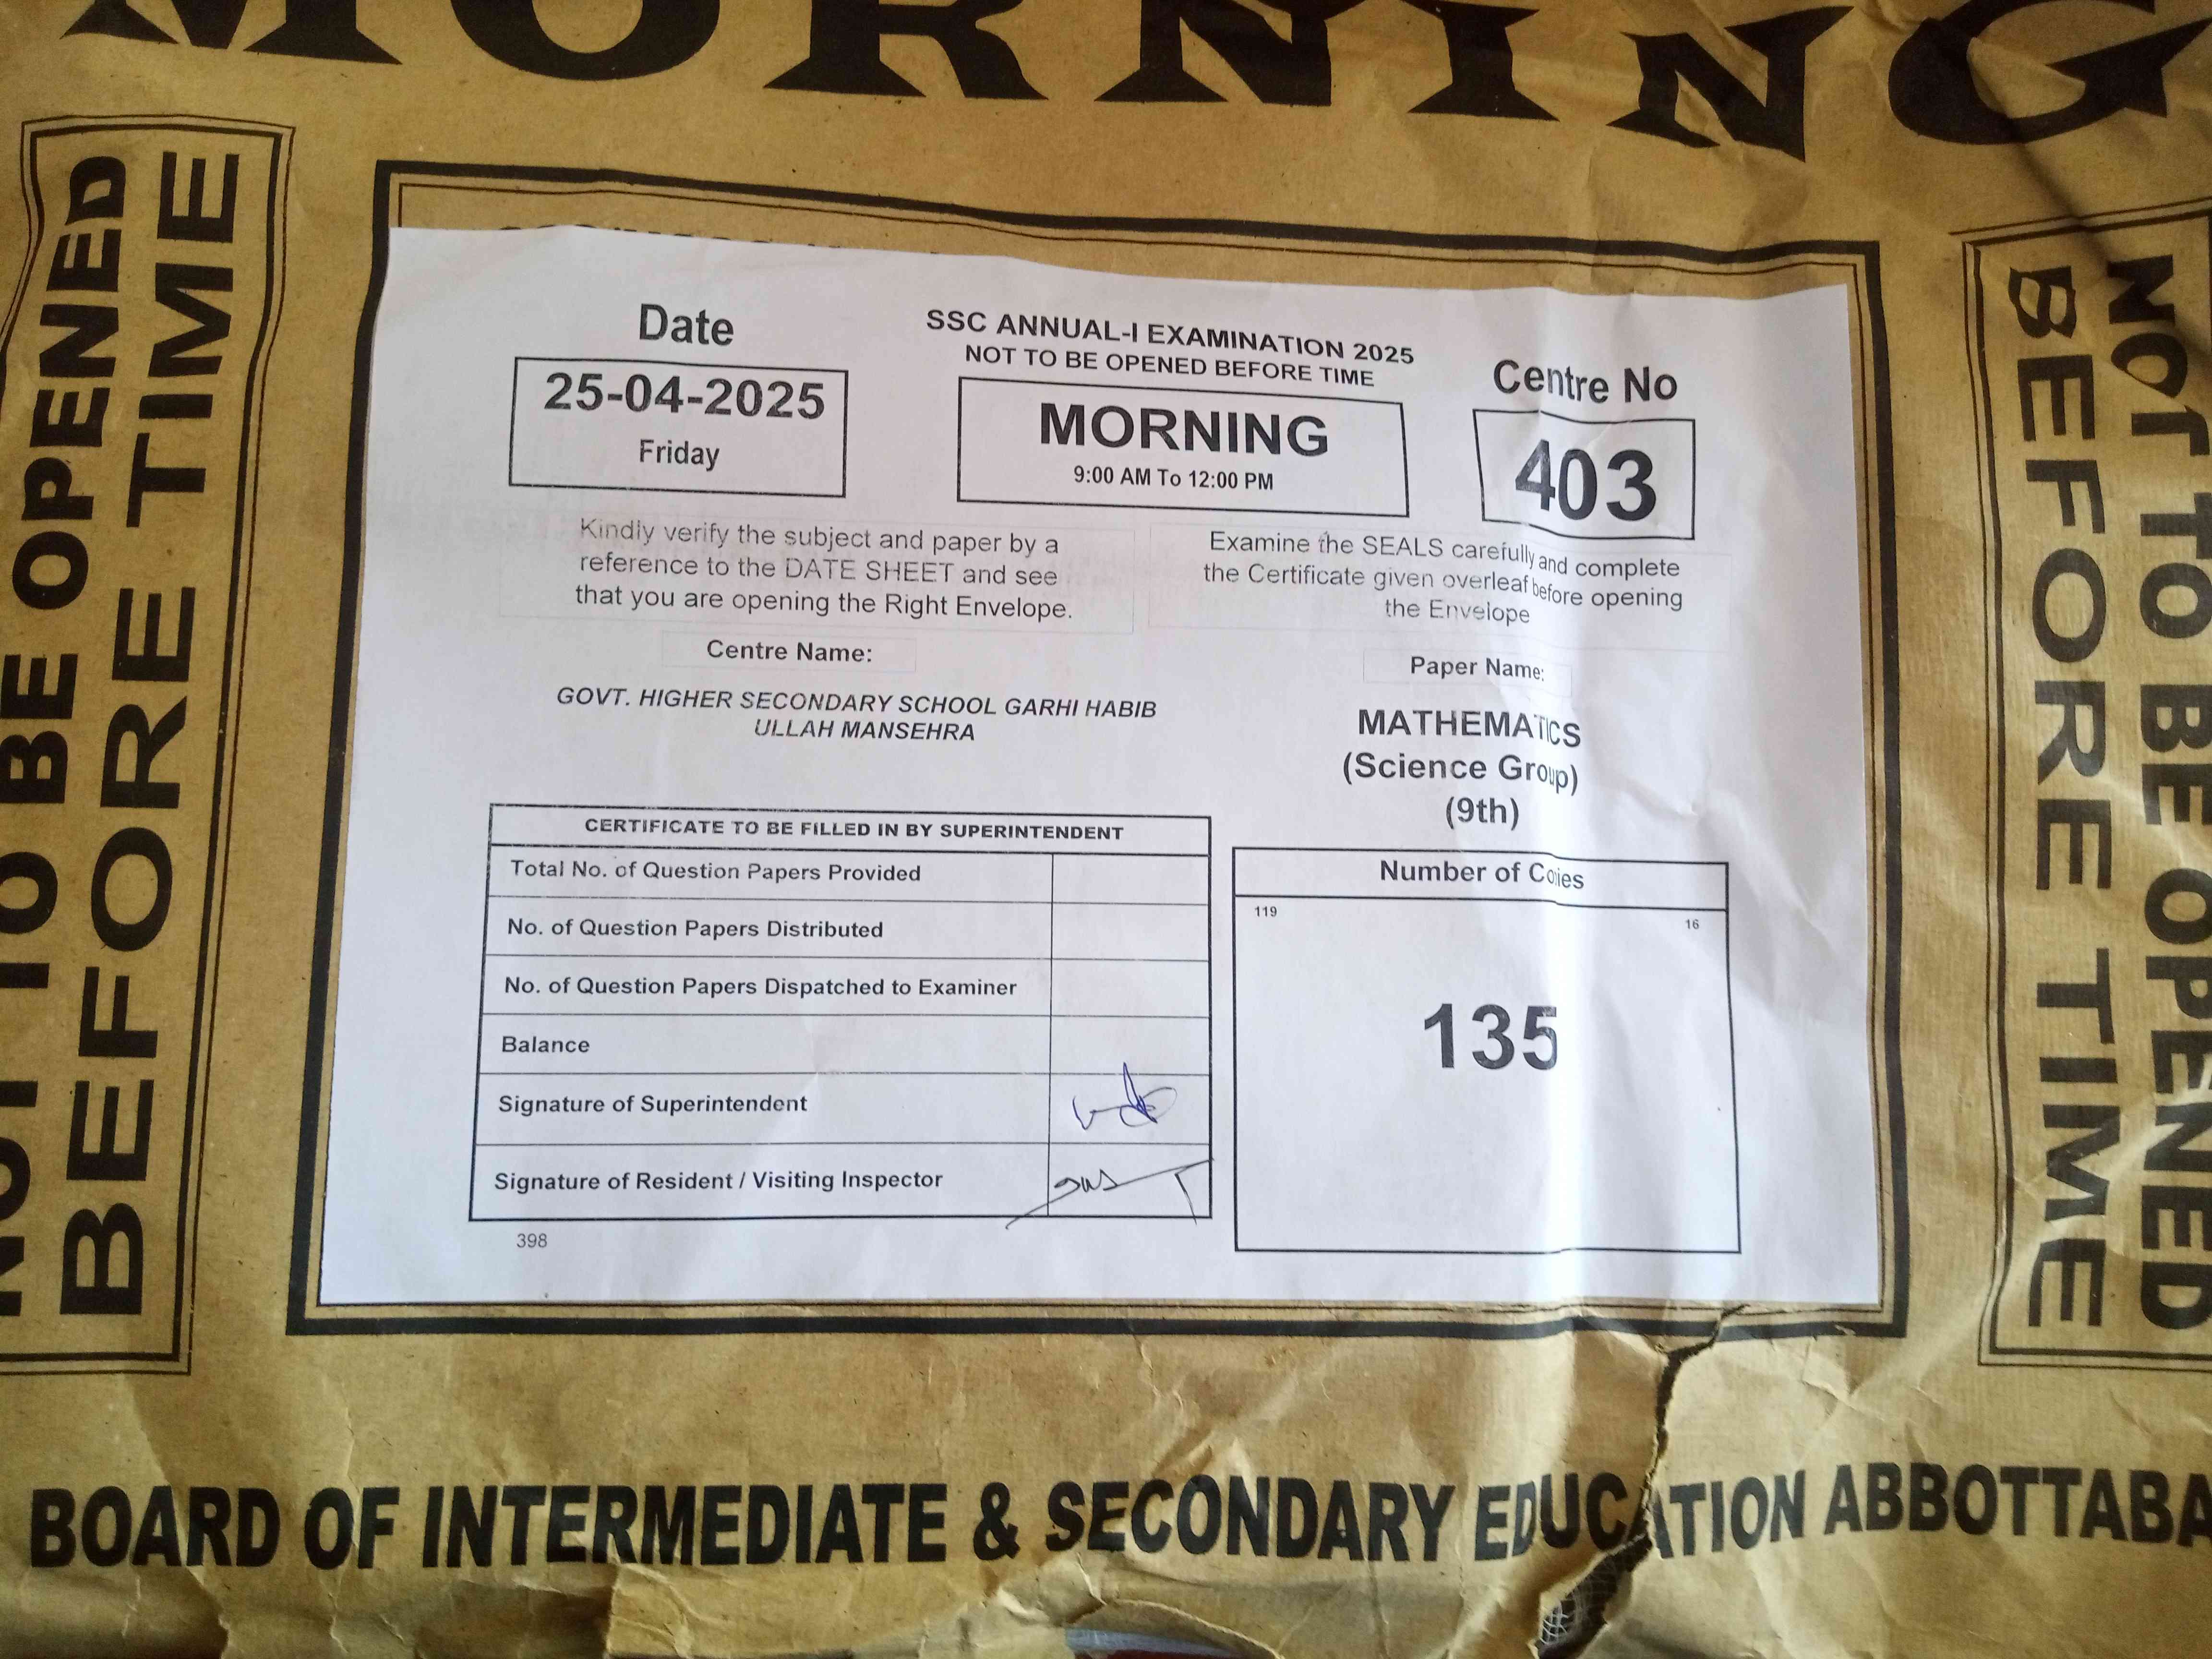 MORNING
NOT TO BE OPENED
BEFORE TIME
Date
25-04-2025
Friday
SSC ANNUAL-I EXAMINATION 2025
NOT TO BE OPENED BEFORE TIME
MORNING
9:00 AM To 12:00 PM
Centre No
403
Kindly verify the subject and paper by a
reference to the DATE SHEET and see
that you are opening the Right Envelope.
Examine the SEALS carefully and complete
the Certificate given overleaf before opening
the Envelope
Centre Name:
GOVT. HIGHER SECONDARY SCHOOL GARHI HABIB
ULLAH MANSEHRA
Paper Name:
MATHEMATICS
(Science Group)
(9th)
CERTIFICATE TO BE FILLED IN BY SUPERINTENDENT
Total No. of Question Papers Provided
No. of Question Papers Distributed
No. of Question Papers Dispatched to Examiner
Balance
Signature of Superintendent
Signature of Resident / Visiting Inspector
398
Number of Copies
119 16
135
NOT TO BE OPENED
BEFORE TIME
BOARD OF INTERMEDIATE & SECONDARY EDUCATION ABBOTTABA